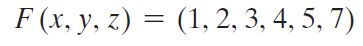 F (x, y, z) = (1, 2, 3, 4, 5, 7)